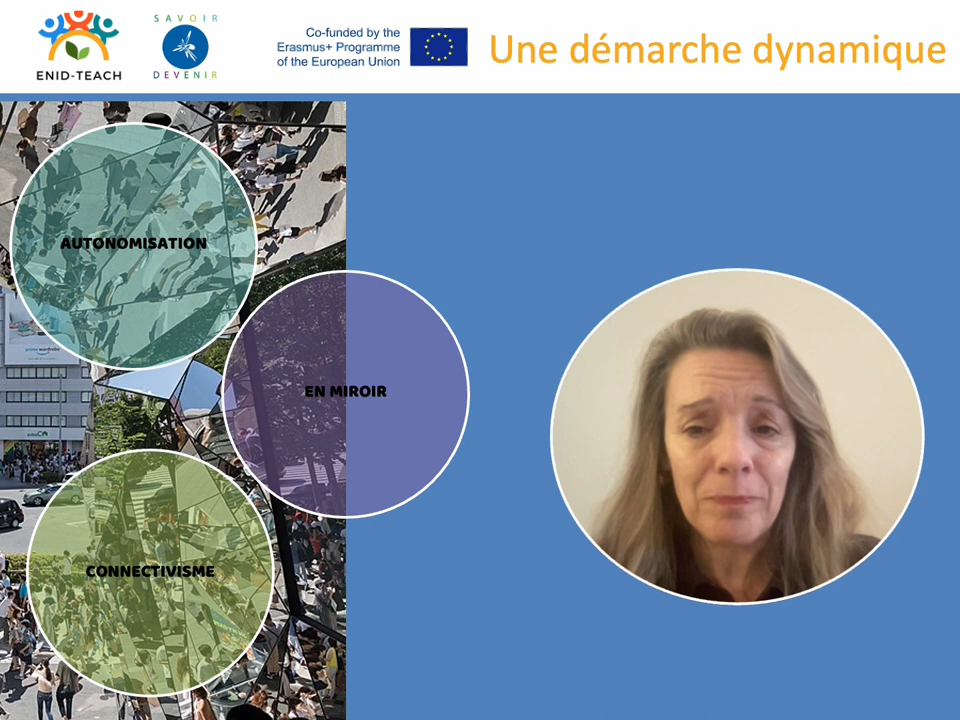 ENID-TEACH
SAVOIR
DEVENIR
Co-funded by the
Erasmus+ Programme
of the European Union
Une démarche dynamique
AUTONOMISATION
EN MIROIR
CONNECTIVISME